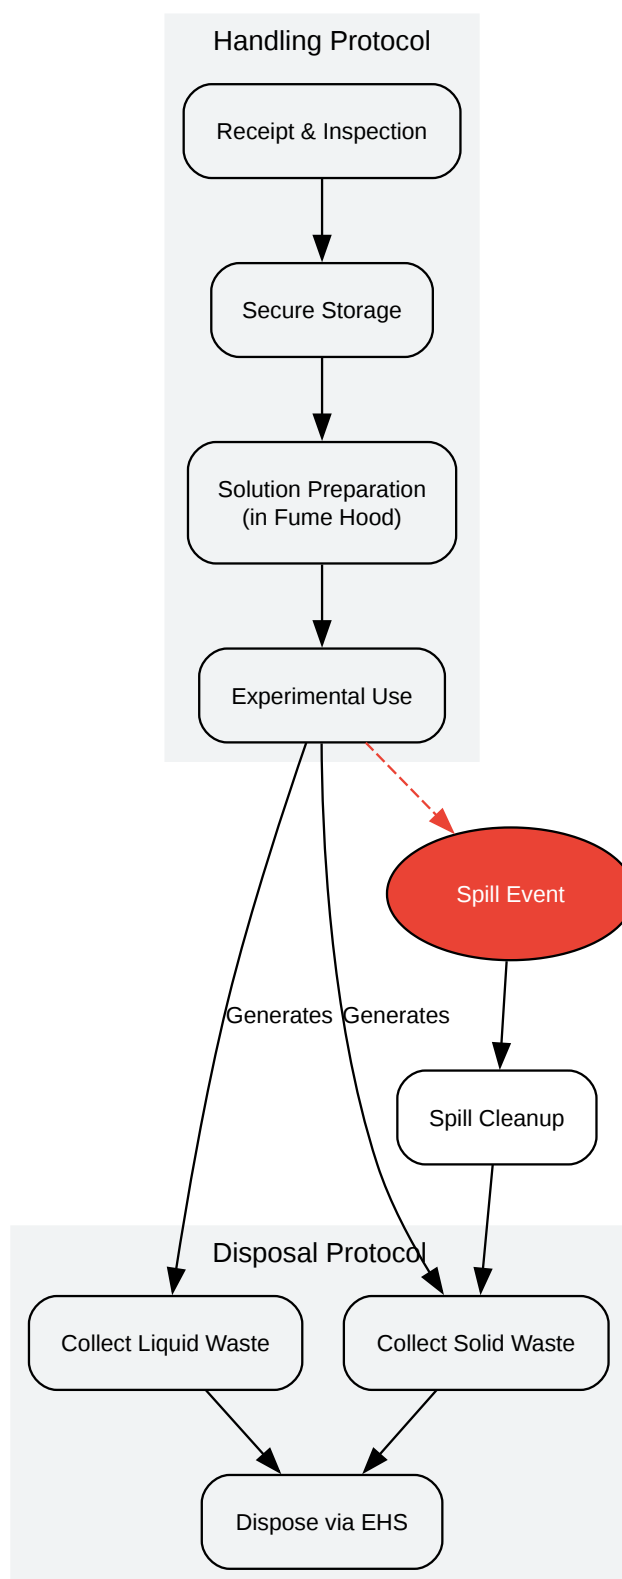 Handling Protocol
Receipt & Inspection
Secure Storage
Solution Preparation
(in Fume Hood)
Experimental Use
Spill Event
Generates
Generates
Spill Cleanup
Disposal Protocol
Collect Liquid Waste
Collect Solid Waste
Dispose via EHS